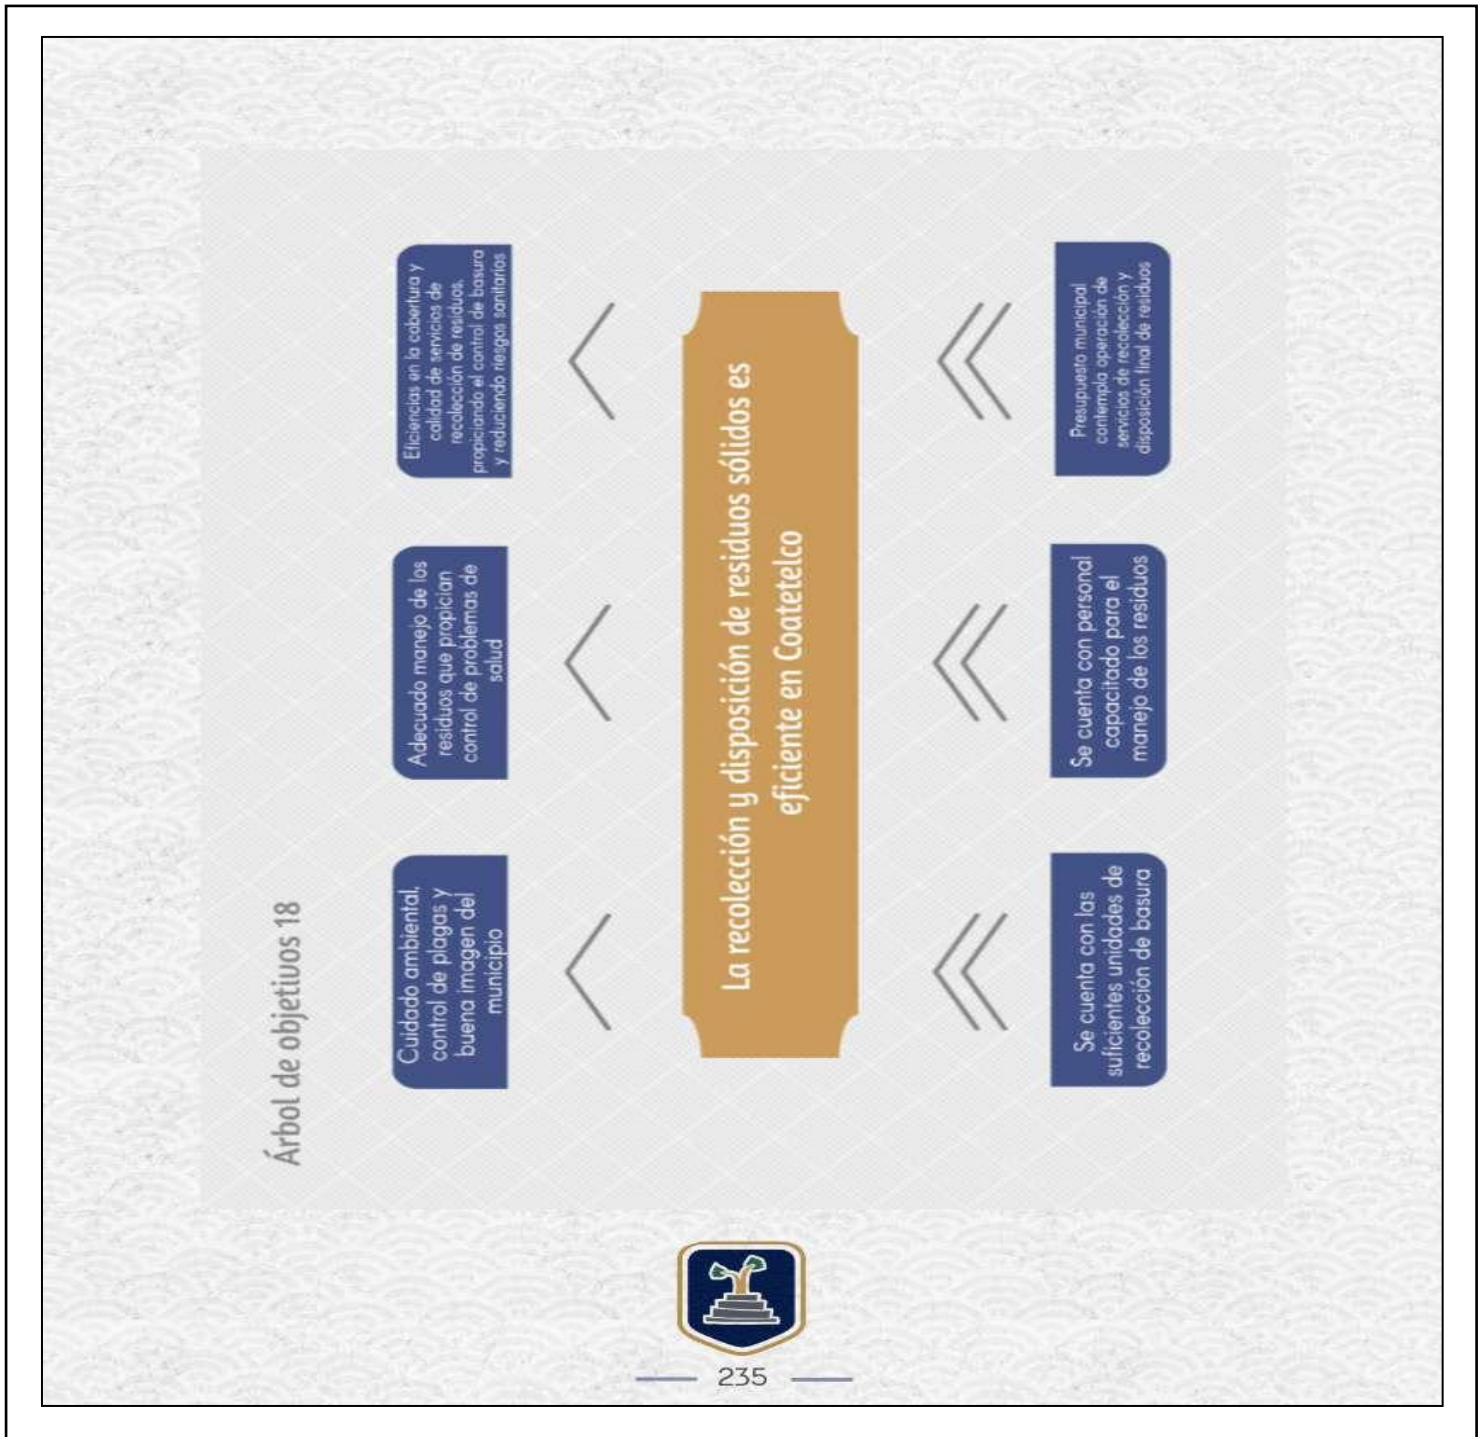 Árbol de objetivos 18
Cuidado ambiental,
control de plagas y
buena imagen del
municipio
Adecuado manejo de los
residuos que propician
control de problemas de
salud
Eficiencias en la cobertura y
calidad de servicios de
recolección de residuos,
propiciando el control de basura
y reduciendo riesgos sanitarios
La recolección y disposición de residuos sólidos es
eficiente en Coatetelco
Se cuenta con las
suficientes unidades de
recolección de basura
Se cuenta con personal
capacitado para el
manejo de los residuos
Presupuesto municipal
contempla operación de
servicios de recolección y
disposición final de residuos
235